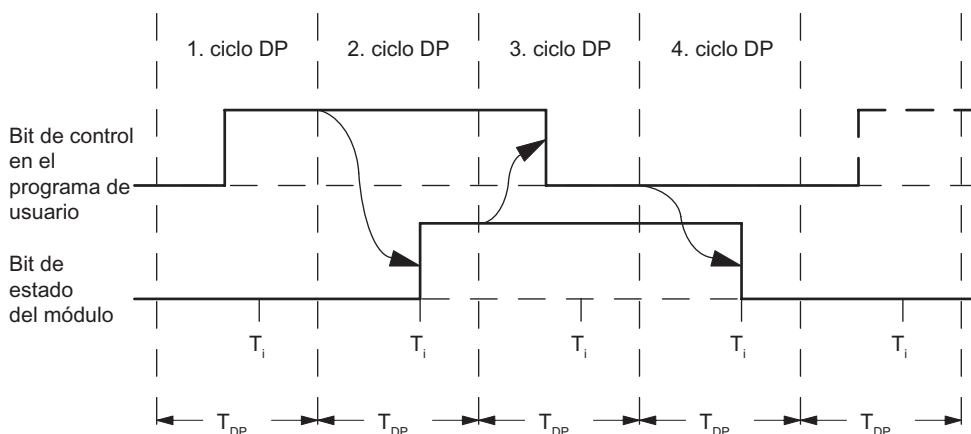 1. ciclo DP
2. ciclo DP
3. ciclo DP
4. ciclo DP
Bit de control
en el
programa de
usuario
Bit de
estado
del módulo
Ti
Ti
Ti
Ti
Ti
TDP
TDP
TDP
TDP
TDP